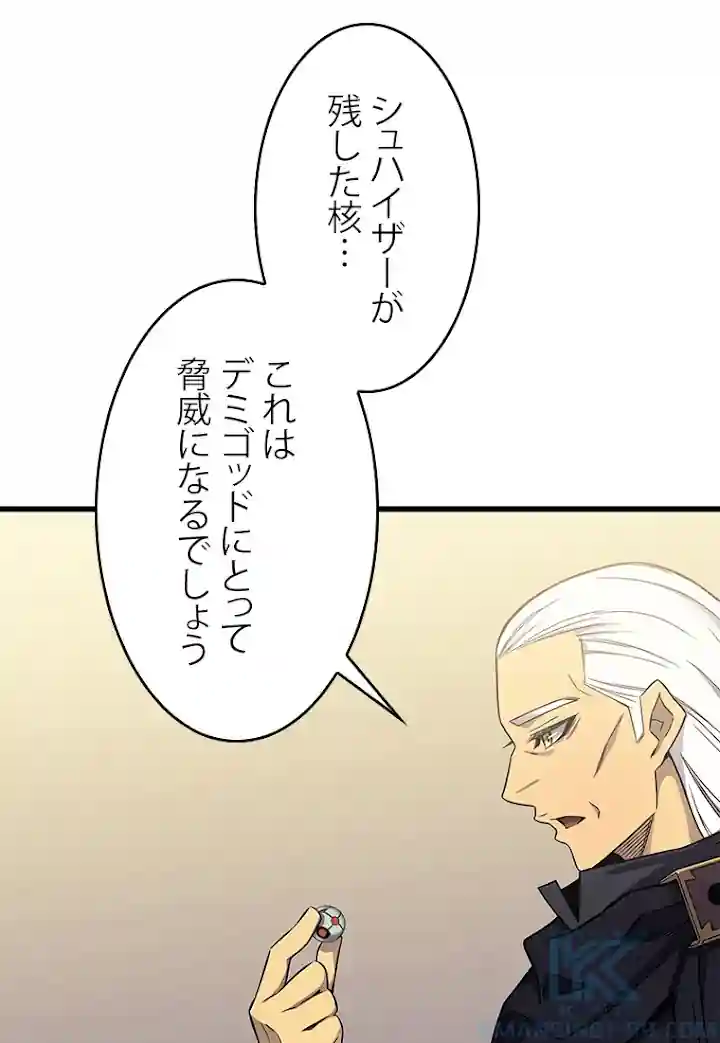 シュハイザーが
残した核…
これは
デミゴッドにとって
脅威になるでしょう